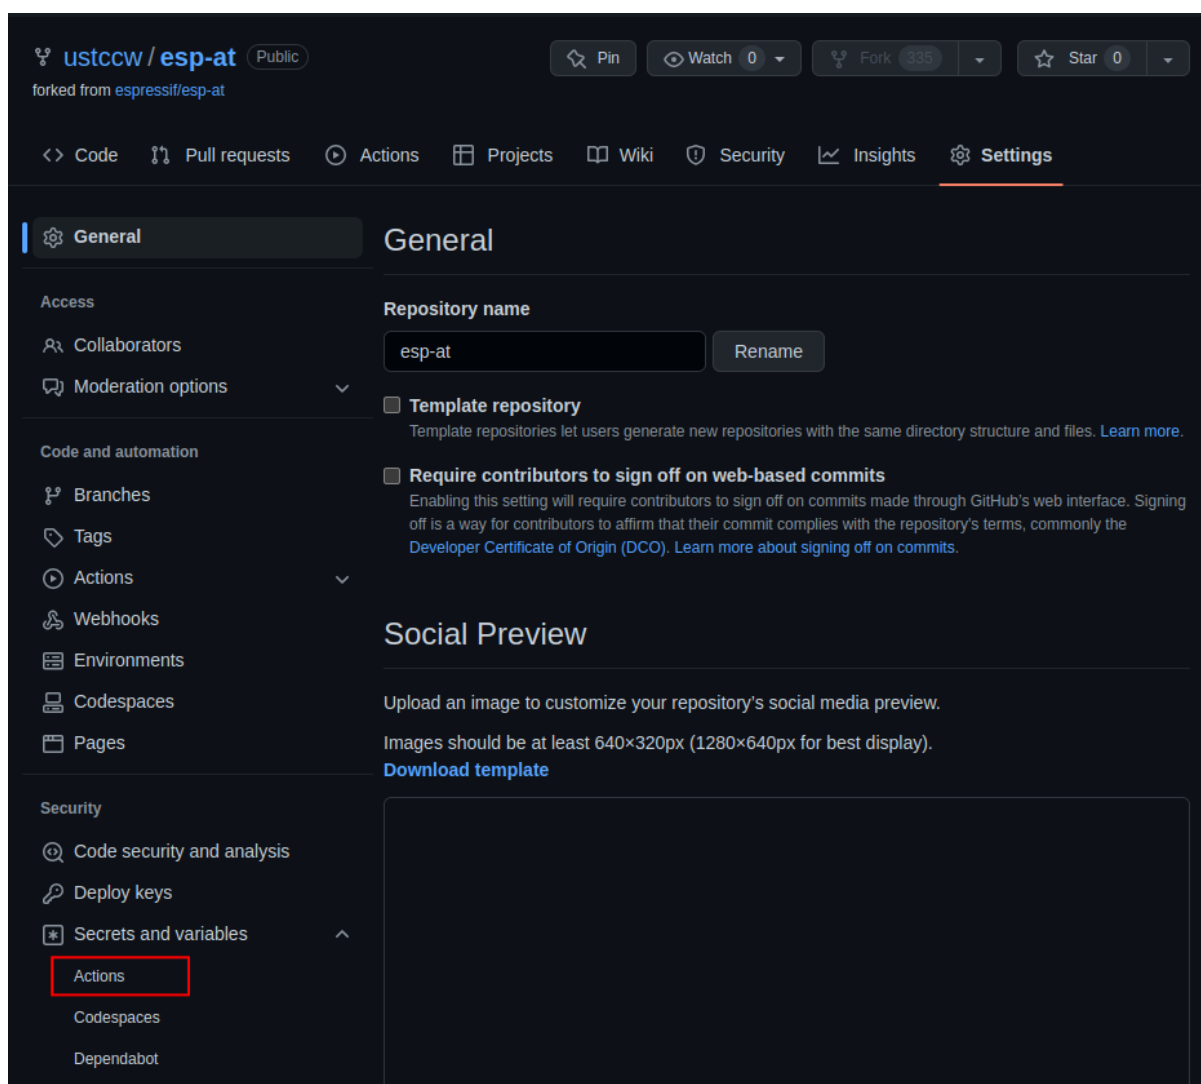 ustccw / esp-at Public
Pin
Watch 0
Fork 335
Star 0
forked from espressif/esp-at
Code
Pull requests
Actions
Projects
Wiki
Security
Insights
Settings
General
Access
Collaborators
Moderation options
Code and automation
Branches
Tags
Actions
Webhooks
Environments
Codespaces
Pages
Security
Code security and analysis
Deploy keys
Secrets and variables
Actions
Codespaces
Dependabot
General
Repository name
esp-at
Rename
Template repository
Template repositories let users generate new repositories with the same directory structure and files. Learn more.
Require contributors to sign off on web-based commits
Enabling this setting will require contributors to sign off on commits made through GitHub's web interface. Signing
off is a way for contributors to affirm that their commit complies with the repository's terms, commonly the
Developer Certificate of Origin (DCO). Learn more about signing off on commits.
Social Preview
Upload an image to customize your repository's social media preview.
Images should be at least 640×320px (1280×640px for best display).
Download template